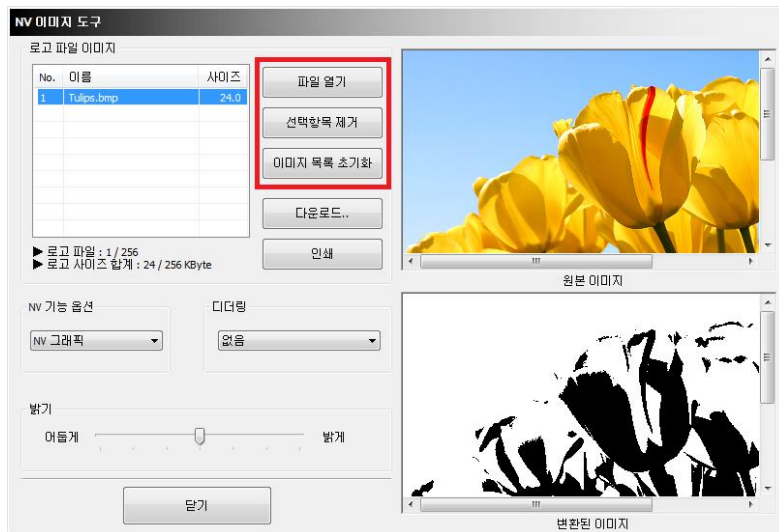 NV 이미지 도구
로고 파일 이미지
No. 이름 사이즈
1 Tulips.bmp 24.0
파일 열기
선택항목 제거
이미지 목록 초기화
다운로드..
인쇄
▶ 로고 파일 : 1 / 256
▶ 로고 사이즈 합계 : 24 / 256 KByte
원본 이미지
NV 기능 옵션
NV 그래픽
디더링
없음
밝기
어둡게 밝게
닫기
변환된 이미지